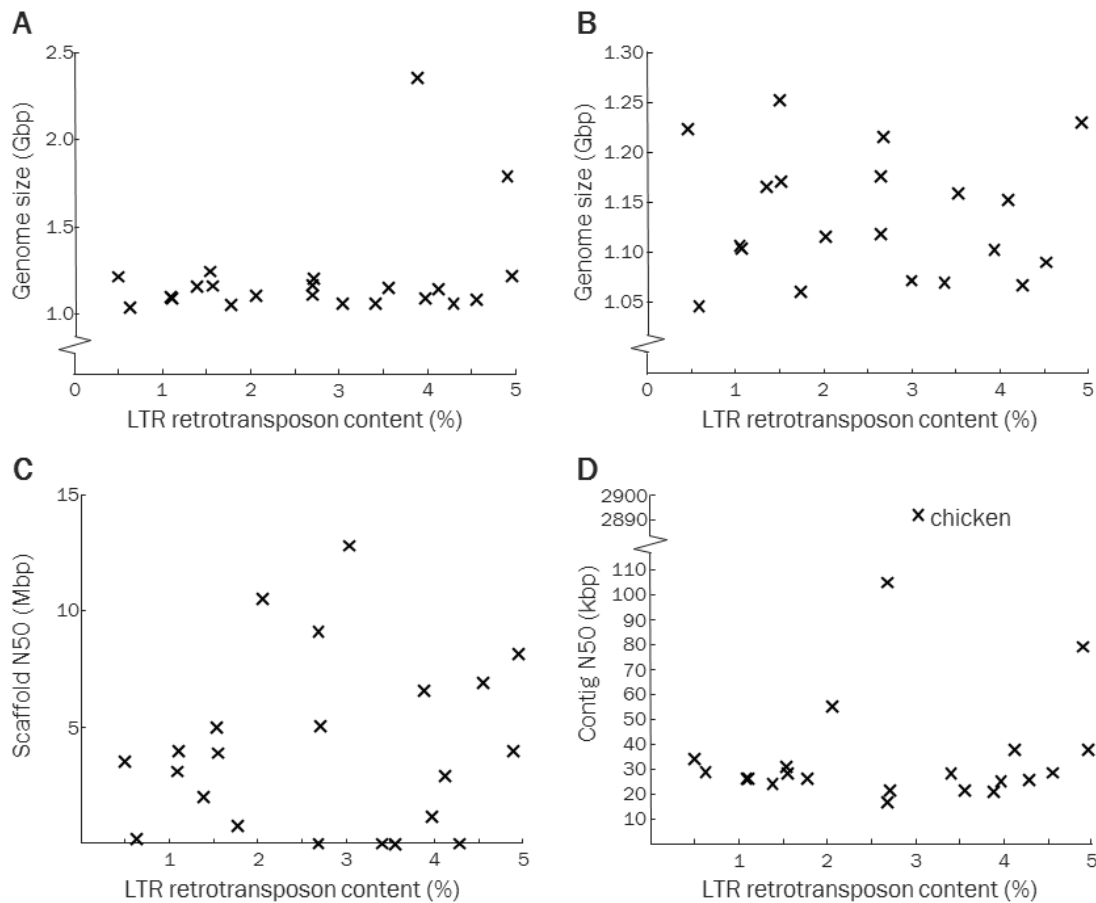 A
2.5
2.0
1.5
1.0
Genome size (Gbp)
0 1 2 3 4 5
LTR retrotransposon content (%)
B
1.30
1.25
1.20
1.15
1.10
1.05
Genome size (Gbp)
0 1 2 3 4 5
LTR retrotransposon content (%)
C
15
10
5
Scaffold N50 (Mbp)
1 2 3 4 5
LTR retrotransposon content (%)
D
2900
2890
110
100
90
80
70
60
50
40
30
20
10
Contig N50 (kbp)
chicken
1 2 3 4 5
LTR retrotransposon content (%)